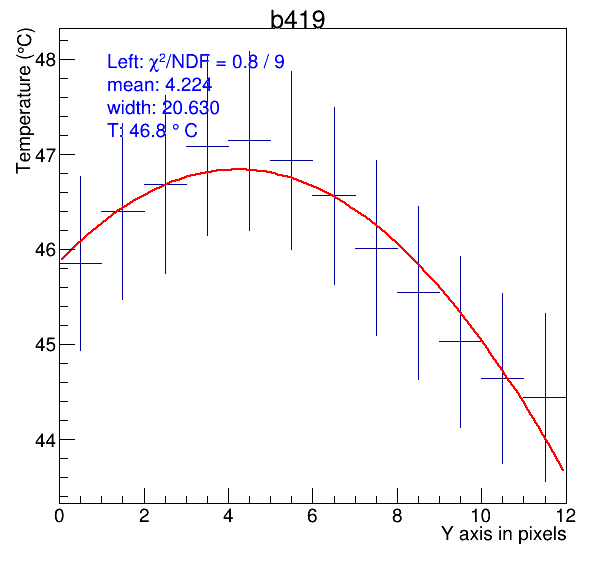 b419
Temperature (°C)
Left: χ²/NDF = 0.8 / 9
mean: 4.224
width: 20.630
T: 46.8 ° C
48
47
46
45
44
0 2 4 6 8 10 12
Y axis in pixels